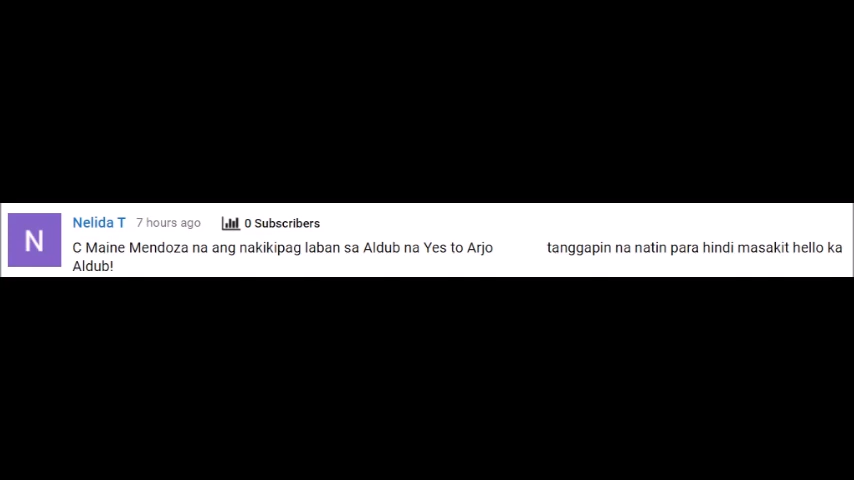 N
Nelida T 7 hours ago 0 Subscribers
C Maine Mendoza na ang nakikipag laban sa Aldub na Yes to Arjo tanggapin na natin para hindi masakit hello ka
Aldub!